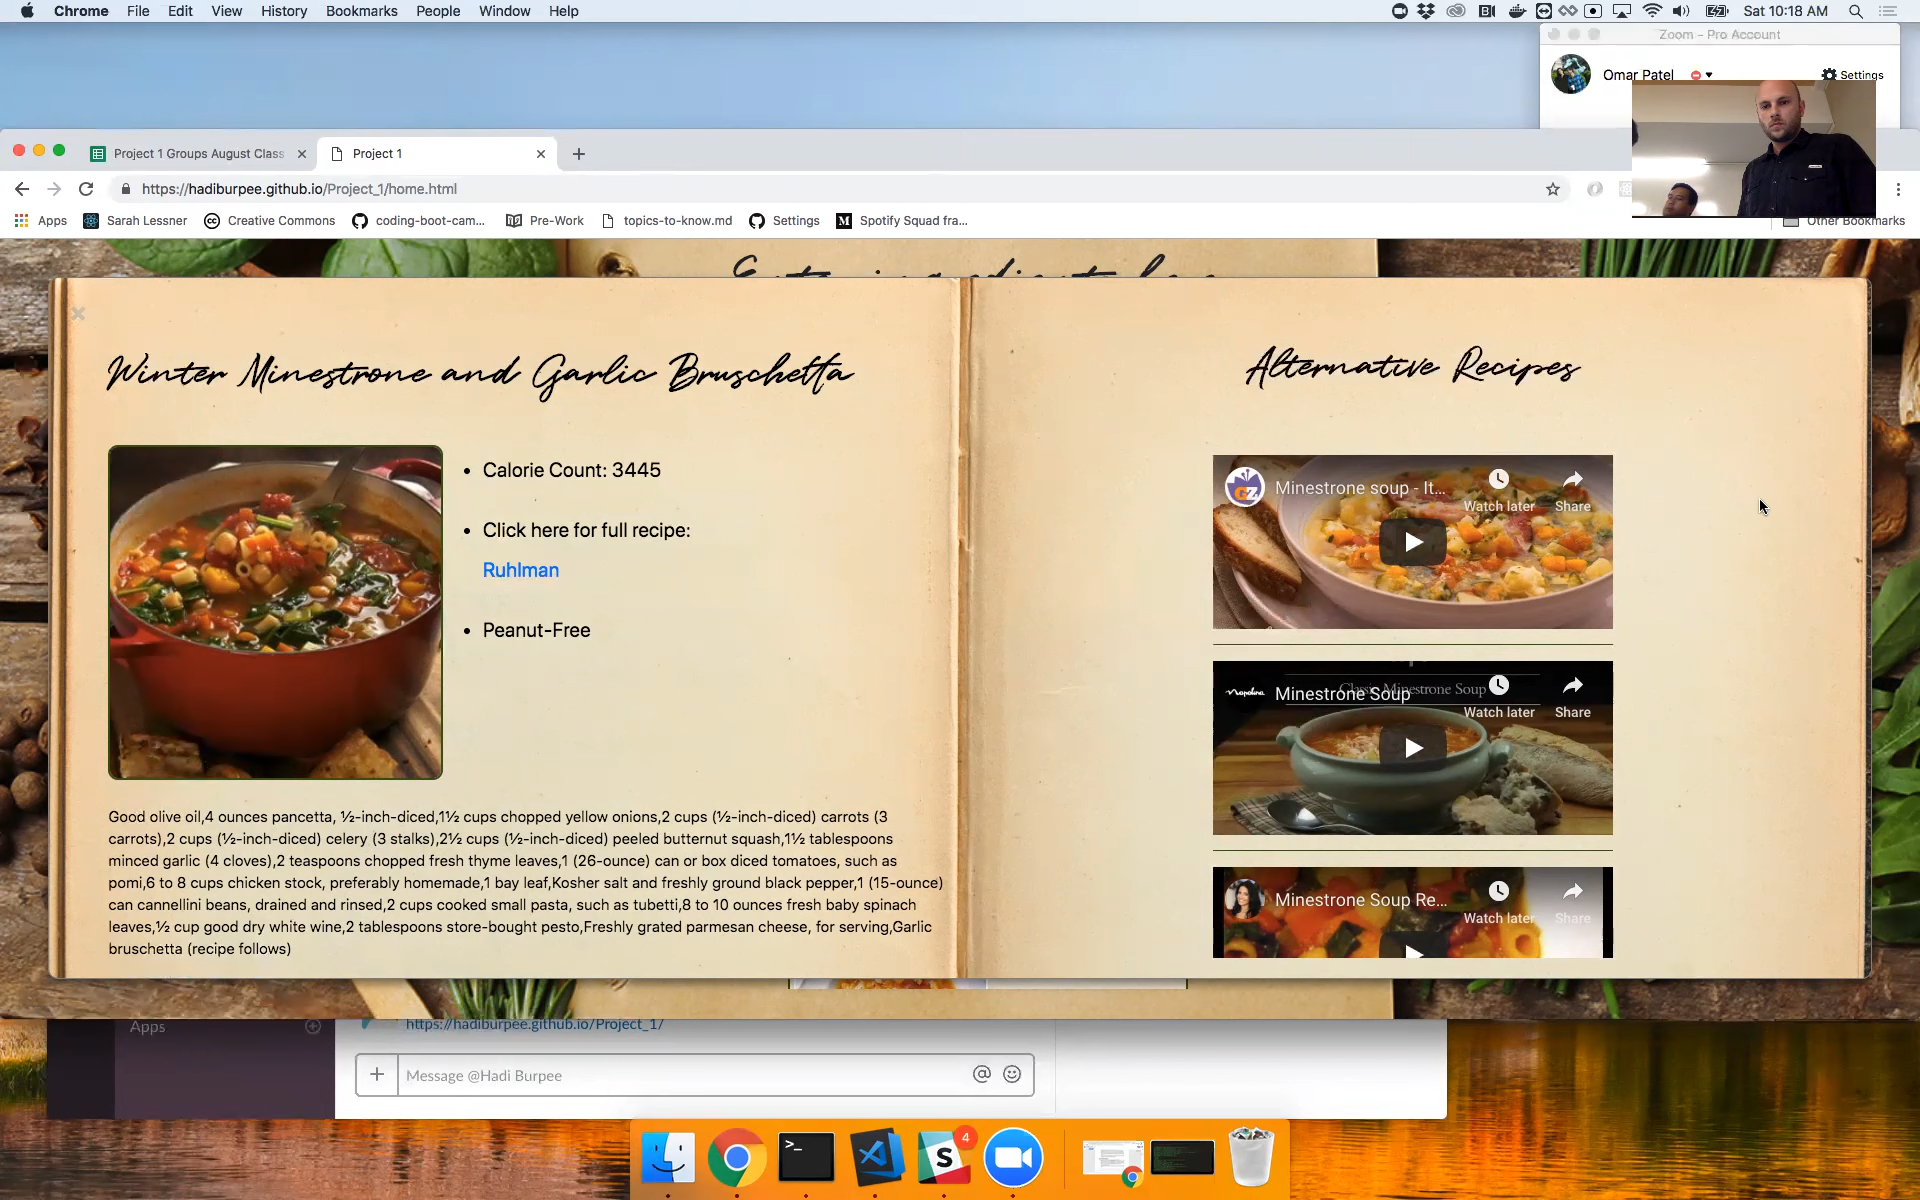 Chrome File Edit View History Bookmarks People Window Help
Sat 10:18 AM
Zoom - Pro Account
Omar Patel
Settings
Project 1 Groups August Class
Project 1
https://hadiburpee.github.io/Project_1/home.html
Apps Sarah Lessner Creative Commons coding-boot-cam... Pre-Work topics-to-know.md Settings Spotify Squad fra... Other Bookmarks
Winter Minestrone and Garlic Bruschetta
Calorie Count: 3445
Click here for full recipe:
Ruhlman
Peanut-Free
Good olive oil,4 ounces pancetta, ½-inch-diced,1½ cups chopped yellow onions,2 cups (½-inch-diced) carrots (3
carrots),2 cups (½-inch-diced) celery (3 stalks),2½ cups (½-inch-diced) peeled butternut squash,1½ tablespoons
minced garlic (4 cloves),2 teaspoons chopped fresh thyme leaves,1 (26-ounce) can or box diced tomatoes, such as
pomi,6 to 8 cups chicken stock, preferably homemade,1 bay leaf,Kosher salt and freshly ground black pepper,1 (15-ounce)
can cannellini beans, drained and rinsed,2 cups cooked small pasta, such as tubetti,8 to 10 ounces fresh baby spinach
leaves,½ cup good dry white wine,2 tablespoons store-bought pesto,Freshly grated parmesan cheese, for serving,Garlic
bruschetta (recipe follows)
Alternative Recipes
GZ
Minestrone soup - It...
Watch later Share
Napolina
Minestrone Soup
Classic Minestrone Soup
Watch later Share
Minestrone Soup Re...
Watch later Share
Apps
https://hadiburpee.github.io/Project_1/
Message @Hadi Burpee
4